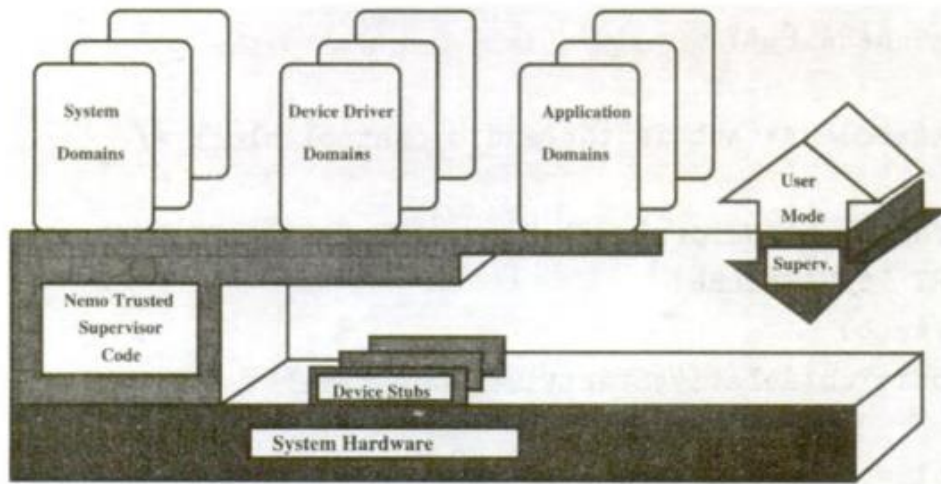 System
Domains
Device Driver
Domains
Application
Domains
User
Mode
Superv.
Nemo Trusted
Supervisor
Code
Device Stubs
System Hardware